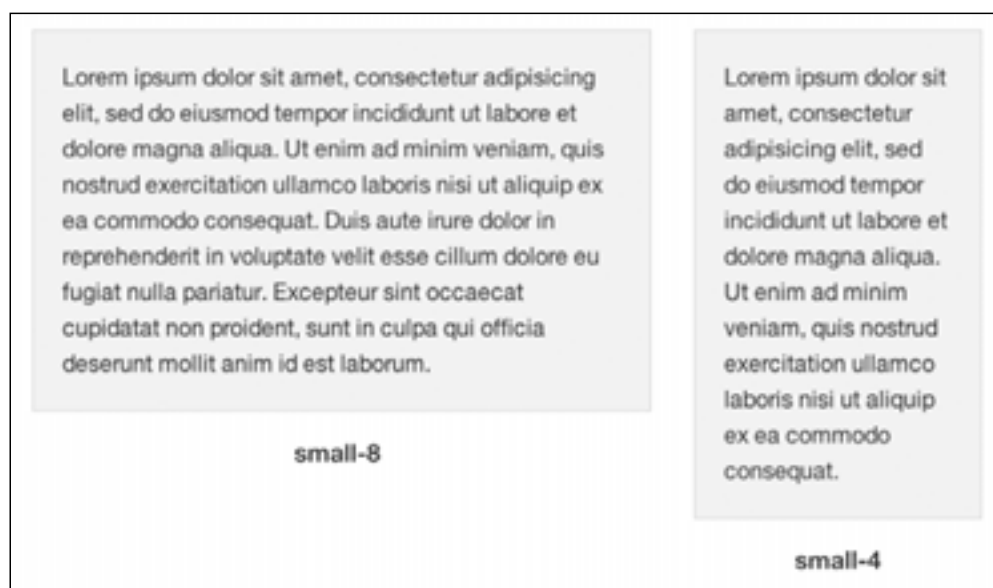 Lorem ipsum dolor sit amet, consectetur adipisicing
elit, sed do eiusmod tempor incididunt ut labore et
dolore magna aliqua. Ut enim ad minim veniam, quis
nostrud exercitation ullamco laboris nisi ut aliquip ex
ea commodo consequat. Duis aute irure dolor in
reprehenderit in voluptate velit esse cillum dolore eu
fugiat nulla pariatur. Excepteur sint occaecat
cupidatat non proident, sunt in culpa qui officia
deserunt mollit anim id est laborum.
small-8
Lorem ipsum dolor sit
amet, consectetur
adipisicing elit, sed
do eiusmod tempor
incididunt ut labore et
dolore magna aliqua.
Ut enim ad minim
veniam, quis nostrud
exercitation ullamco
laboris nisi ut aliquip
ex ea commodo
consequat.
small-4